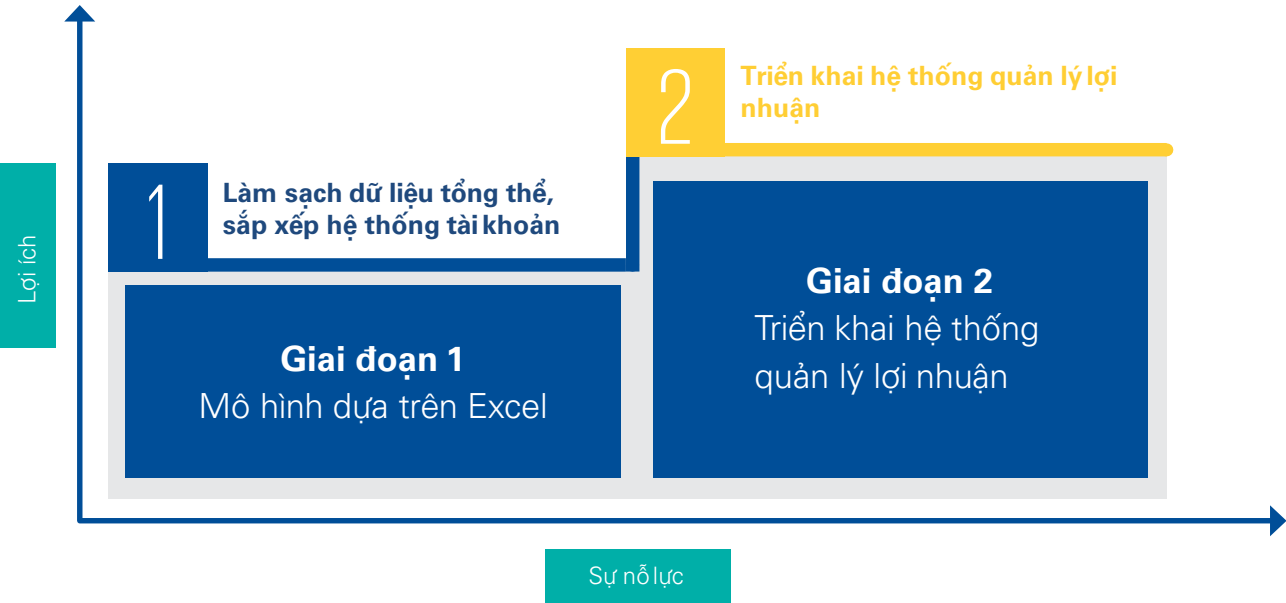 2
Triển khai hệ thống quản lý lợi
nhuận
1
Làm sạch dữ liệu tổng thể,
sắp xếp hệ thống tài khoản
Lợi ích
Giai đoạn 1
Mô hình dựa trên Excel
Giai đoạn 2
Triển khai hệ thống
quản lý lợi nhuận
Sự nỗ lực